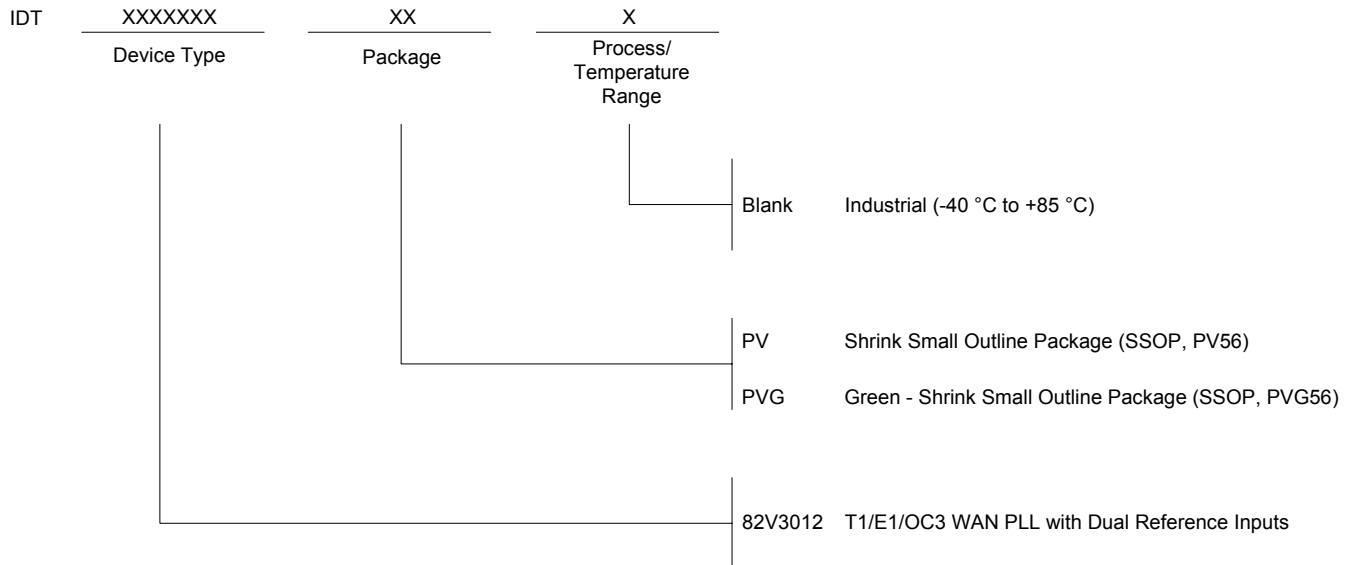 IDT XXXXXXX XX X
Device Type Package Process/
Temperature
Range
Blank Industrial (-40 °C to +85 °C)
PV Shrink Small Outline Package (SSOP, PV56)
PVG Green - Shrink Small Outline Package (SSOP, PVG56)
82V3012 T1/E1/OC3 WAN PLL with Dual Reference Inputs